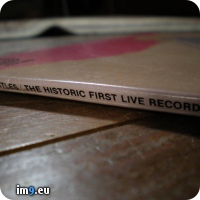 TLES ..THE HISTORIC FIRST LIVE RECORD
im9.eu